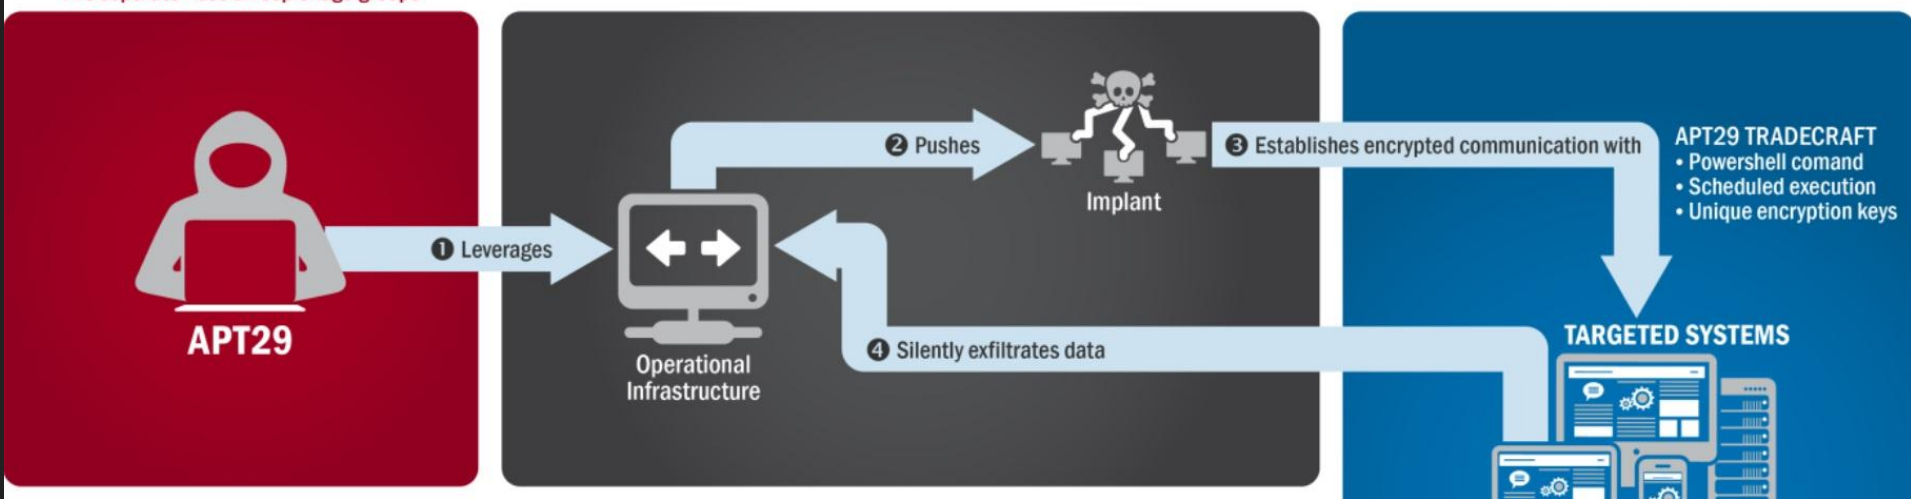 APT29
❶ Leverages
Operational
Infrastructure
❷ Pushes
Implant
❸ Establishes encrypted communication with
APT29 TRADECRAFT
• Powershell comand
• Scheduled execution
• Unique encryption keys
TARGETED SYSTEMS
❹ Silently exfiltrates data